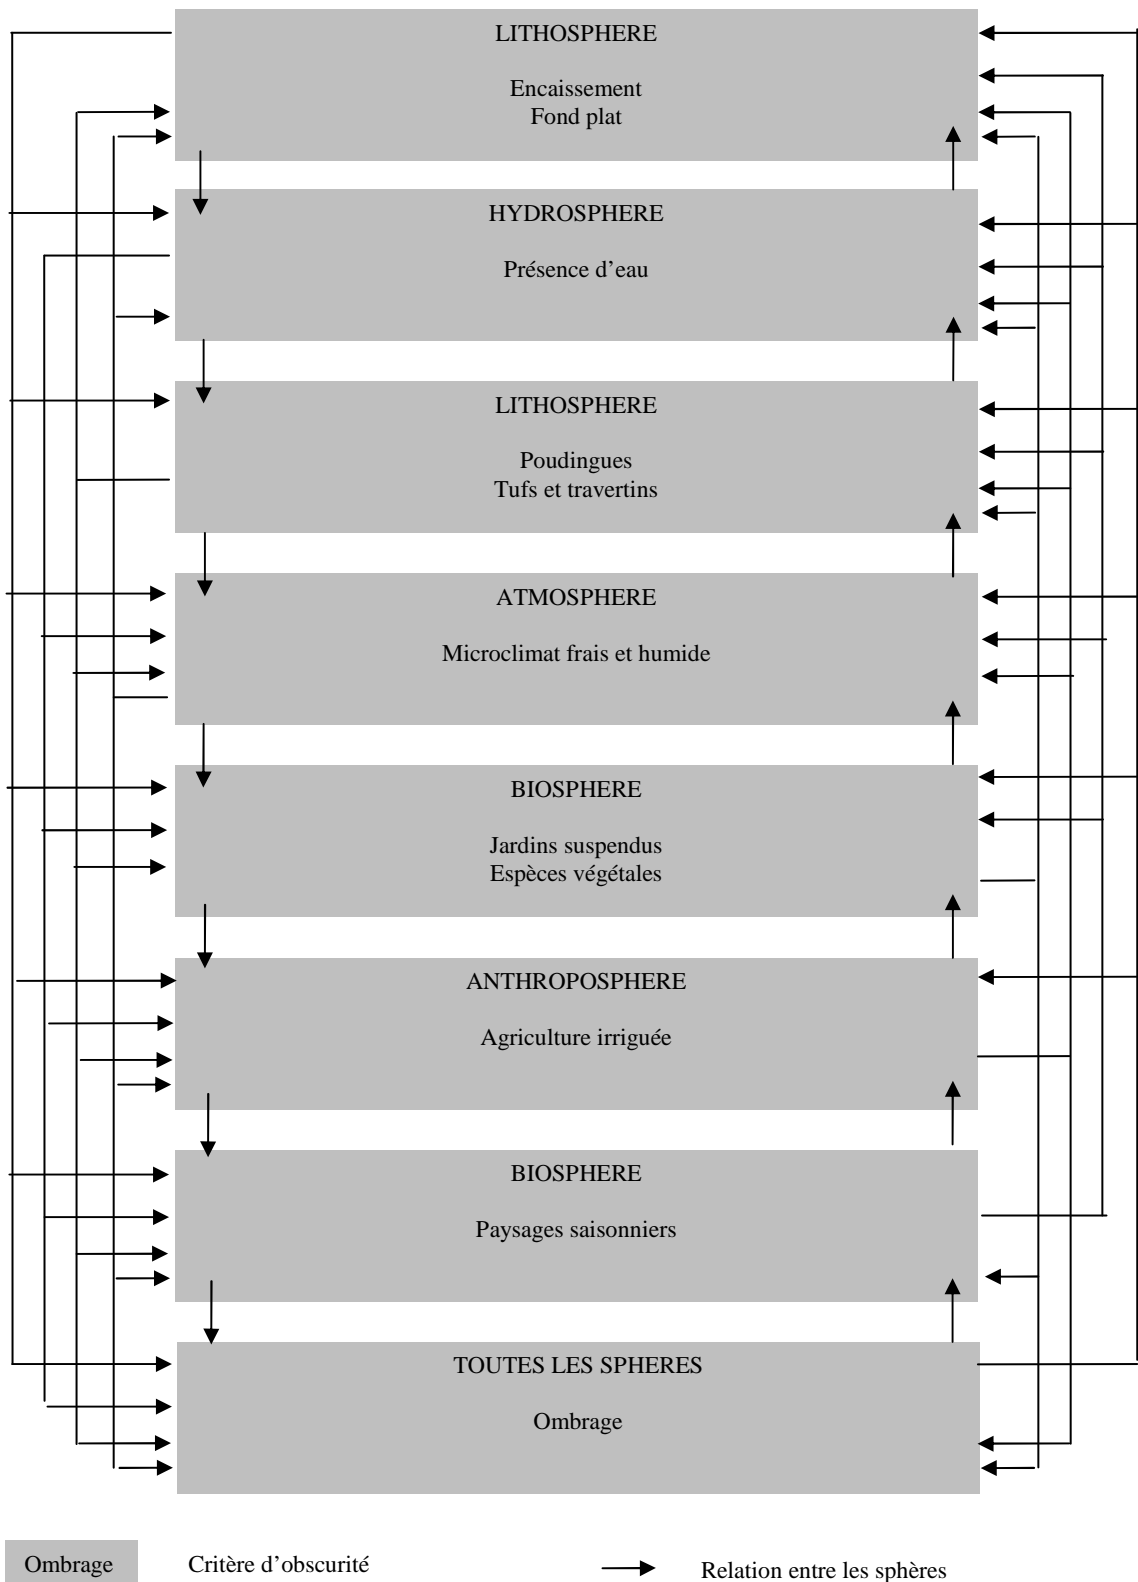 LITHOSPHERE
Encaissement
Fond plat
HYDROSPHERE
Présence d’eau
LITHOSPHERE
Poudingues
Tufs et travertins
ATMOSPHERE
Microclimat frais et humide
BIOSPHERE
Jardins suspendus
Espèces végétales
ANTHROPOSPHERE
Agriculture irriguée
BIOSPHERE
Paysages saisonniers
TOUTES LES SPHERES
Ombrage
Ombrage Critère d’obscurité Relation entre les sphères